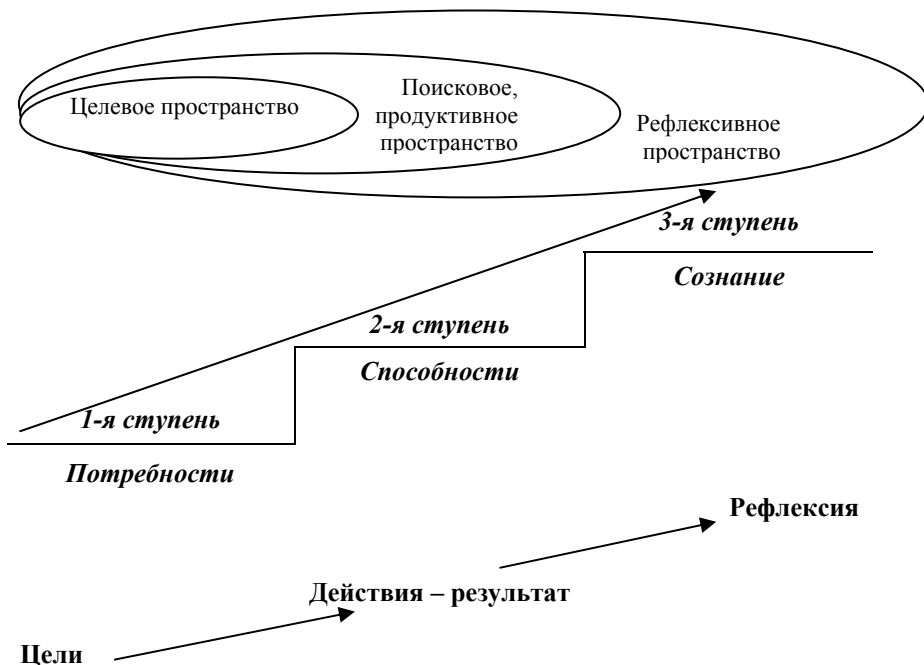 Целевое пространство
Поисковое,
продуктивное
пространство
Рефлексивное
пространство
3-я ступень
Сознание
2-я ступень
Способности
1-я ступень
Потребности
Рефлексия
Действия – результат
Цели